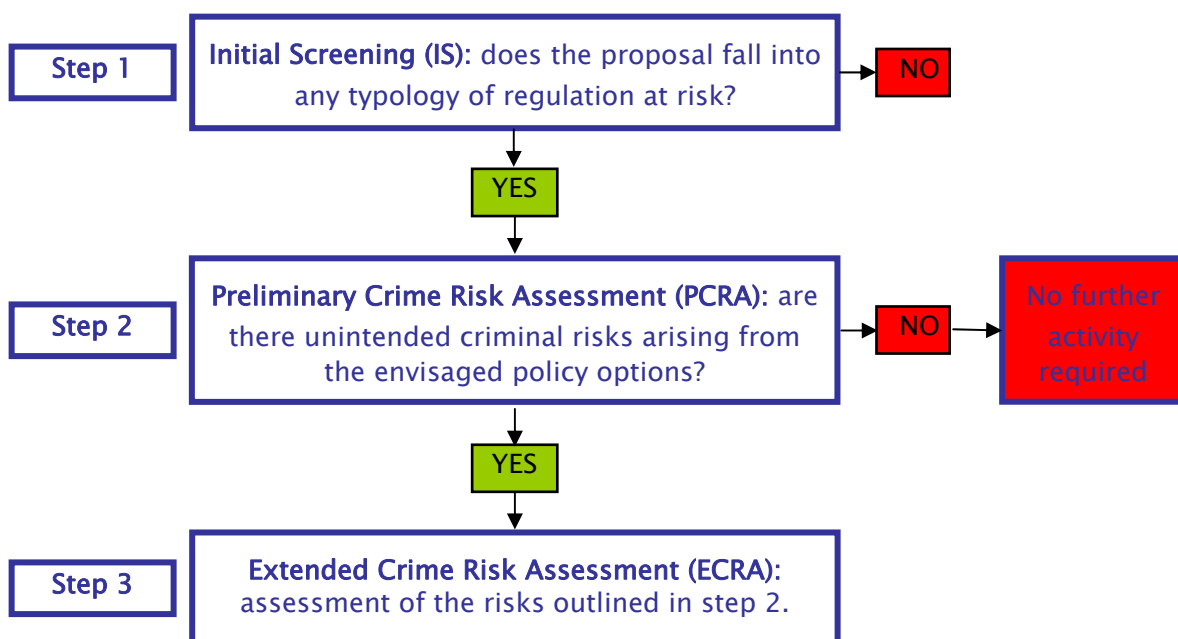 Step 1
Initial Screening (IS): does the proposal fall into
any typology of regulation at risk?
NO
YES
Step 2
Preliminary Crime Risk Assessment (PCRA): are
there unintended criminal risks arising from
the envisaged policy options?
NO
No further
activity
required
YES
Step 3
Extended Crime Risk Assessment (ECRA):
assessment of the risks outlined in step 2.